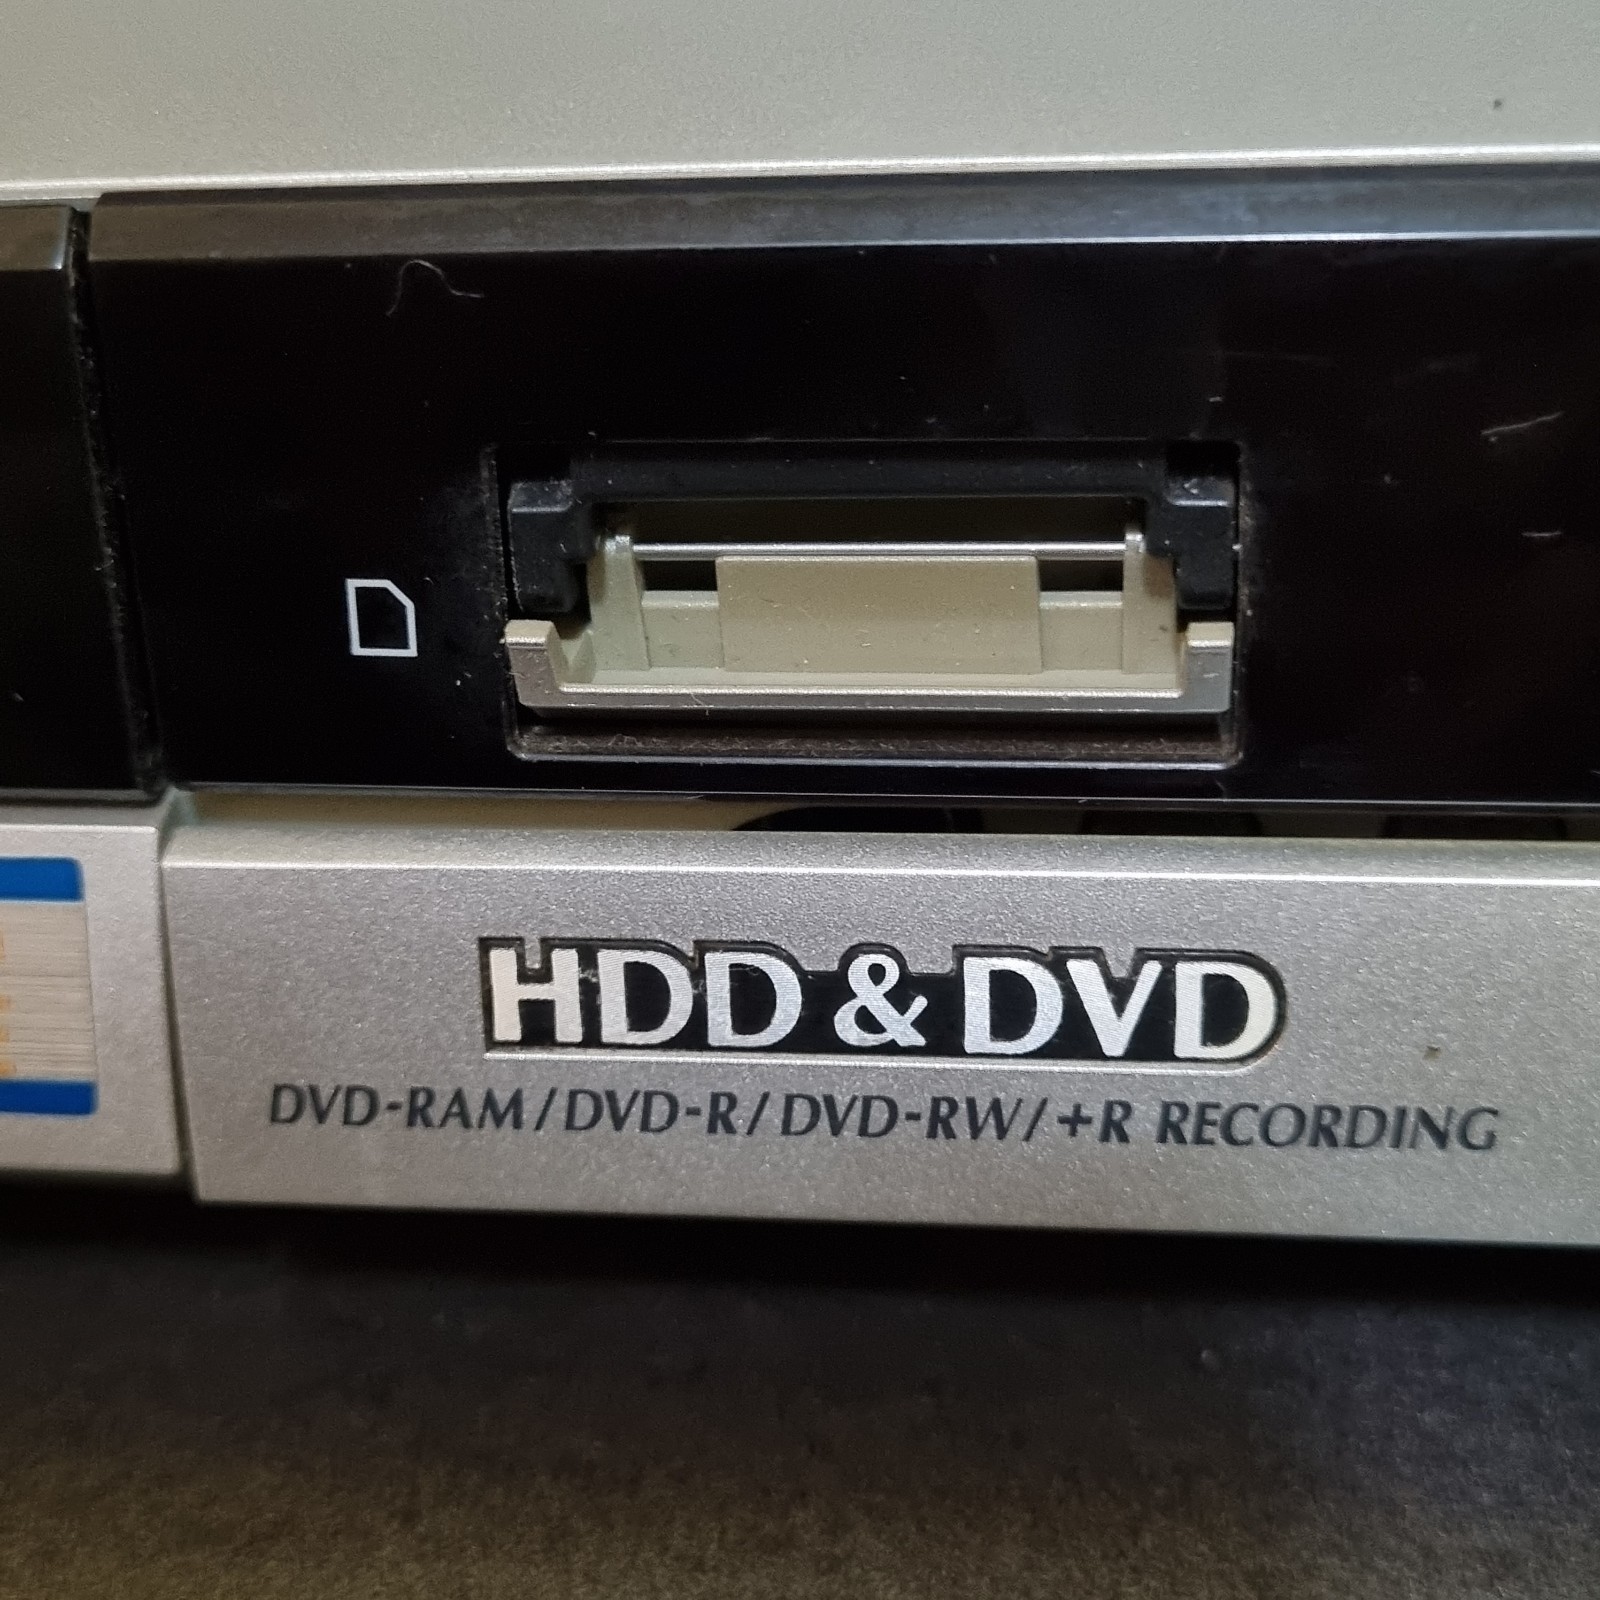 HDD & DVD
DVD-RAM/DVD-R/DVD-RW/+R RECORDING